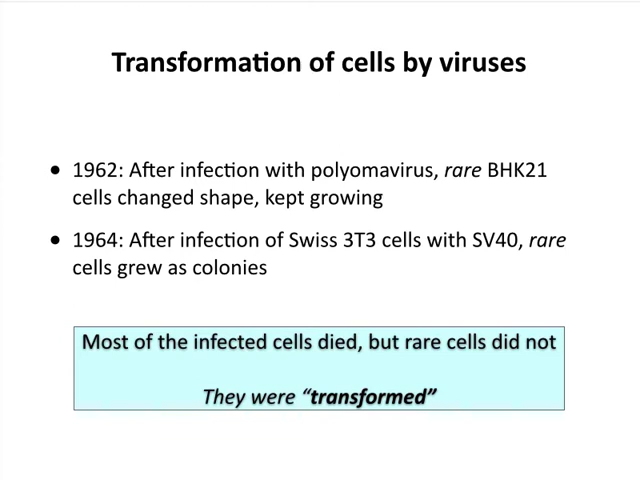 Transformation of cells by viruses
• 1962: After infection with polyomavirus, rare BHK21
cells changed shape, kept growing
• 1964: After infection of Swiss 3T3 cells with SV40, rare
cells grew as colonies
Most of the infected cells died, but rare cells did not
They were “transformed”